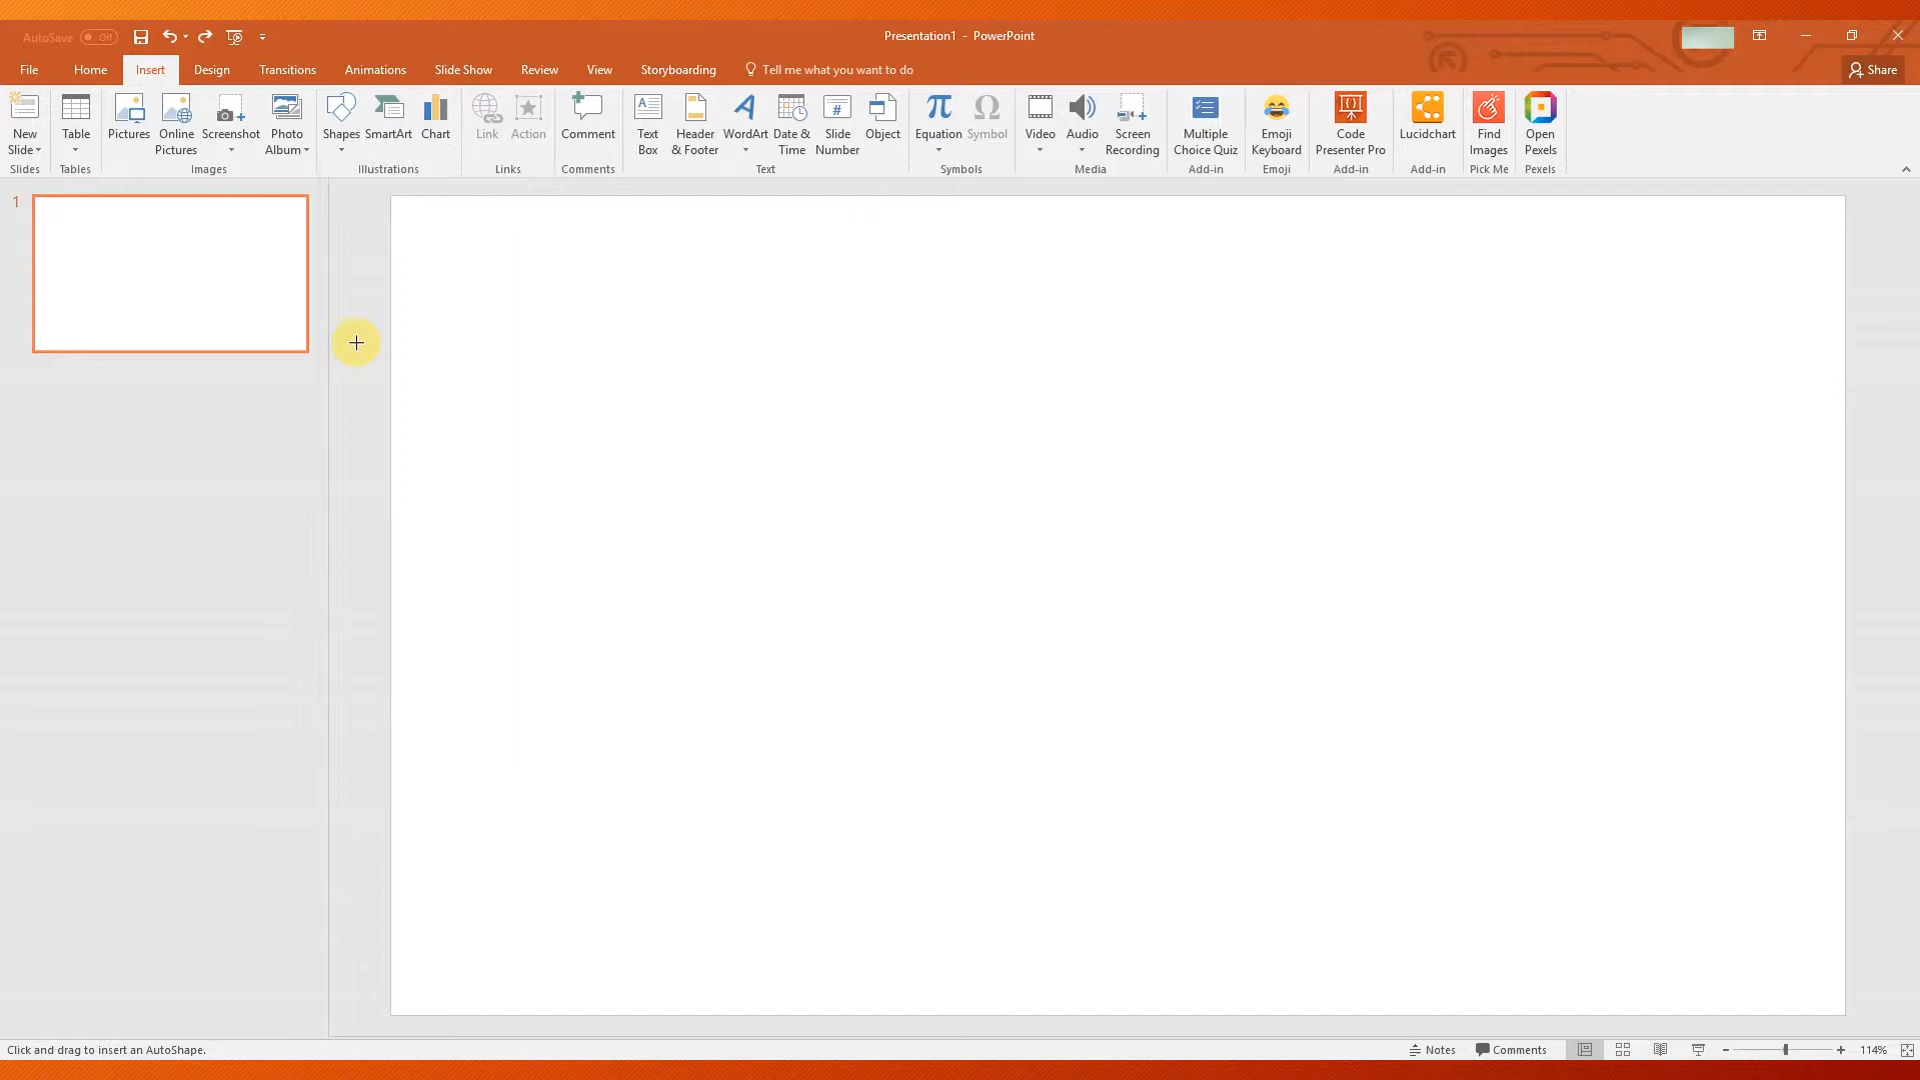 AutoSave Off
Presentation1 - PowerPoint
File Home Insert Design Transitions Animations Slide Show Review View Storyboarding Tell me what you want to do Share
New Slide
Slides
Table
Tables
Pictures
Online Pictures
Screenshot
Photo Album
Images
Shapes
SmartArt
Chart
Illustrations
Link
Action
Links
Comment
Comments
Text Box
Header & Footer
WordArt
Date & Time
Slide Number
Object
Text
Equation
Symbol
Symbols
Video
Audio
Screen Recording
Media
Multiple Choice Quiz
Add-in
Emoji Keyboard
Emoji
Code Presenter Pro
Add-in
Lucidchart
Add-in
Find Images
Pick Me
Open Pexels
Pexels
1
Click and drag to insert an AutoShape.
Notes Comments 114%